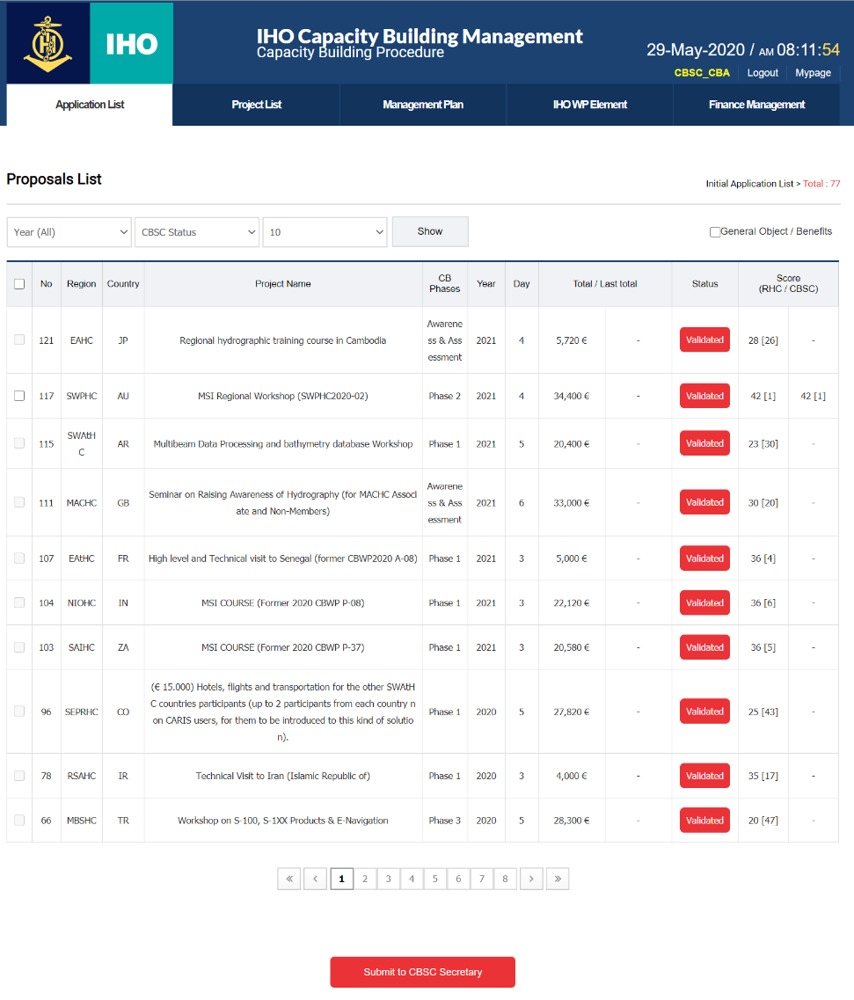 IHO
IHO Capacity Building Management
Capacity Building Procedure
29-May-2020 / AM 08:11:54
CBSC_CBA Logout Mypage
Application List Project List Management Plan IHO WP Element Finance Management
Proposals List
Initial Application List > Total : 77
Year (All) CBSC Status 10 Show General Object / Benefits
No Region Country Project Name CB Phases Year Day Total / Last total Status Score (RHC / CBSC)
121 EAHC JP Regional hydrographic training course in Cambodia Awarene ss & Ass essment 2021 4 5,720 € - Validated 28 [26] -
117 SWPHC AU MSI Regional Workshop (SWPHC2020-02) Phase 2 2021 4 34,400 € - Validated 42 [1] 42 [1]
115 SWAtH C AR Multibeam Data Processing and bathymetry database Workshop Phase 1 2021 5 20,400 € - Validated 23 [30] -
111 MACHC GB Seminar on Raising Awareness of Hydrography (for MACHC Associ ate and Non-Members) Awarene ss & Ass essment 2021 6 33,000 € - Validated 30 [20] -
107 EAtHC FR High level and Technical visit to Senegal (former CBWP2020 A-08) Phase 1 2021 3 5,000 € - Validated 36 [4] -
104 NIOHC IN MSI COURSE (Former 2020 CBWP P-08) Phase 1 2021 3 22,120 € - Validated 36 [6] -
103 SAIHC ZA MSI COURSE (Former 2020 CBWP P-37) Phase 1 2021 3 20,580 € - Validated 36 [5] -
96 SEPRHC CO (€ 15.000) Hotels, flights and transportation for the other SWAtH C countries participants (up to 2 participants from each country n on CARIS users, for them to be introduced to this kind of solutio n). Phase 1 2020 5 27,820 € - Validated 25 [43] -
78 RSAHC IR Technical Visit to Iran (Islamic Republic of) Phase 1 2020 3 4,000 € - Validated 35 [17] -
66 MBSHC TR Workshop on S-100, S-1XX Products & E-Navigation Phase 3 2020 5 28,300 € - Validated 20 [47] -
« < 1 2 3 4 5 6 7 8 > »
Submit to CBSC Secretary